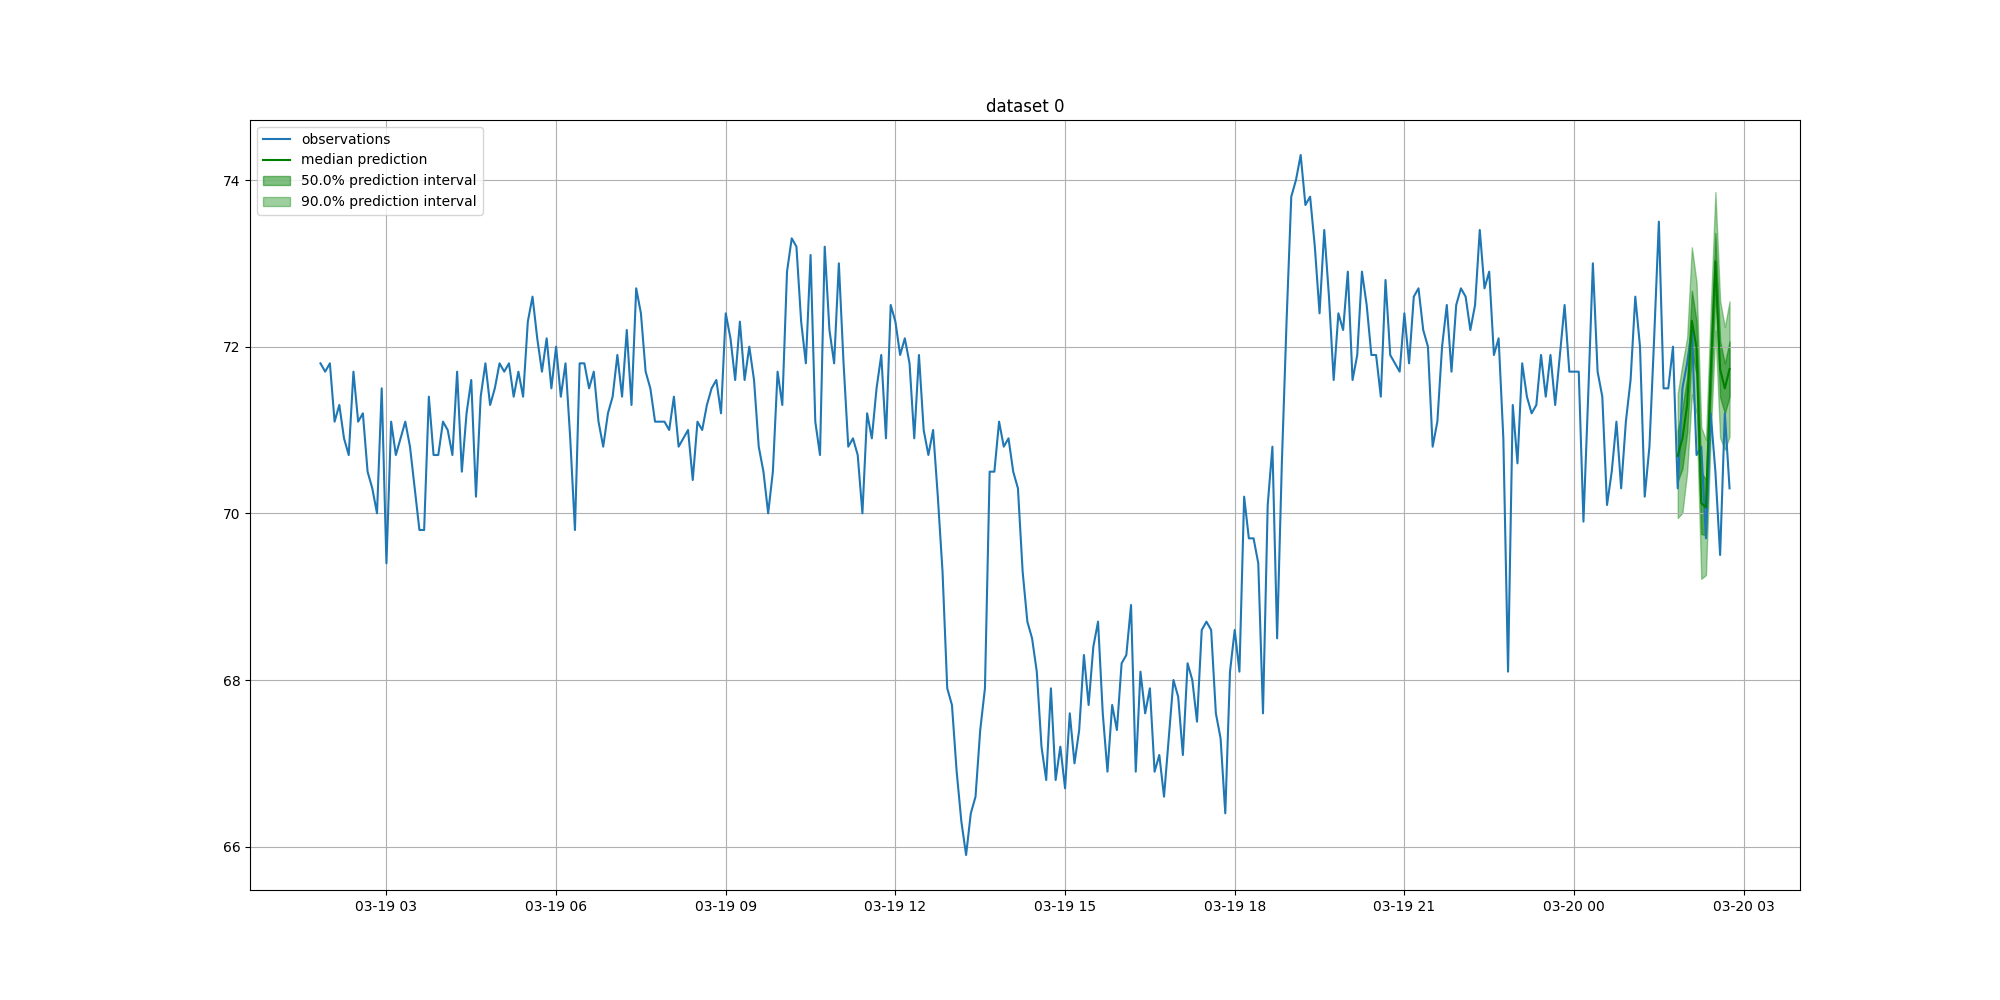 dataset 0
observations
median prediction
50.0% prediction interval
90.0% prediction interval
74
72
70
68
66
03-19 03
03-19 06
03-19 09
03-19 12
03-19 15
03-19 18
03-19 21
03-20 00
03-20 03